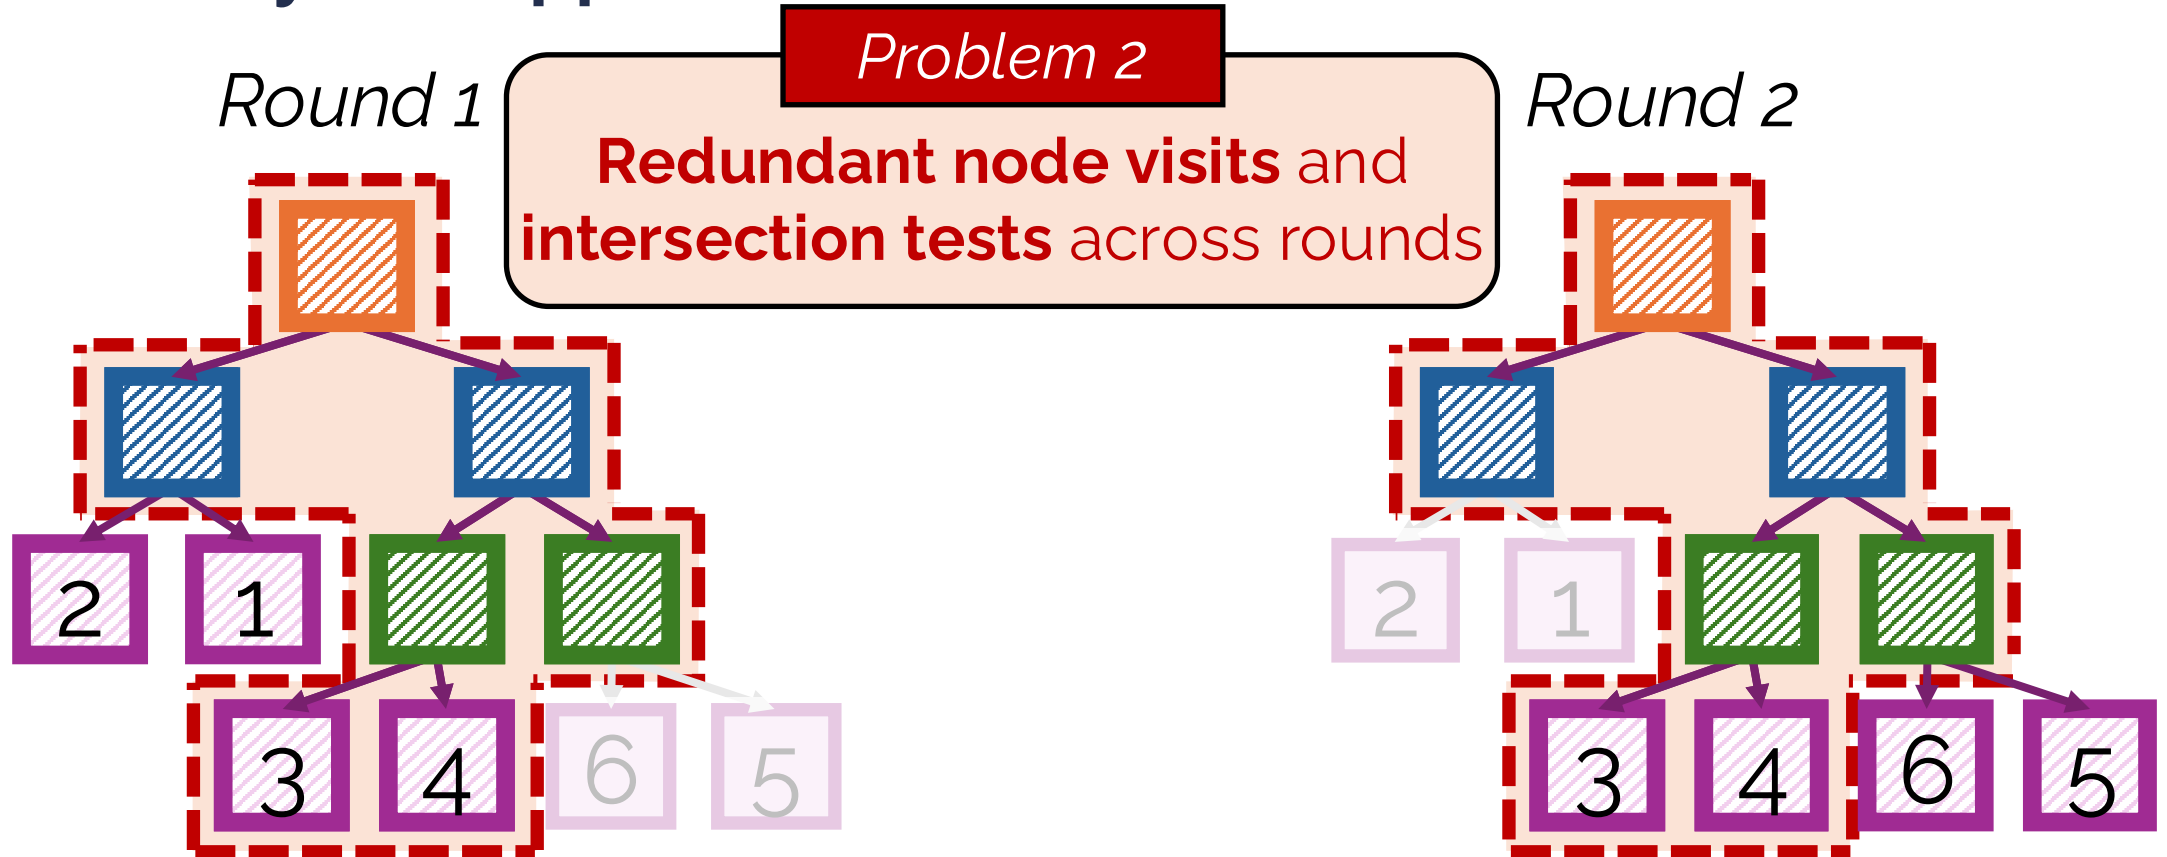 Problem 2
Round 1
Redundant node visits and
intersection tests across rounds
Round 2
2 1
3 4 6 5
2 1
3 4 6 5